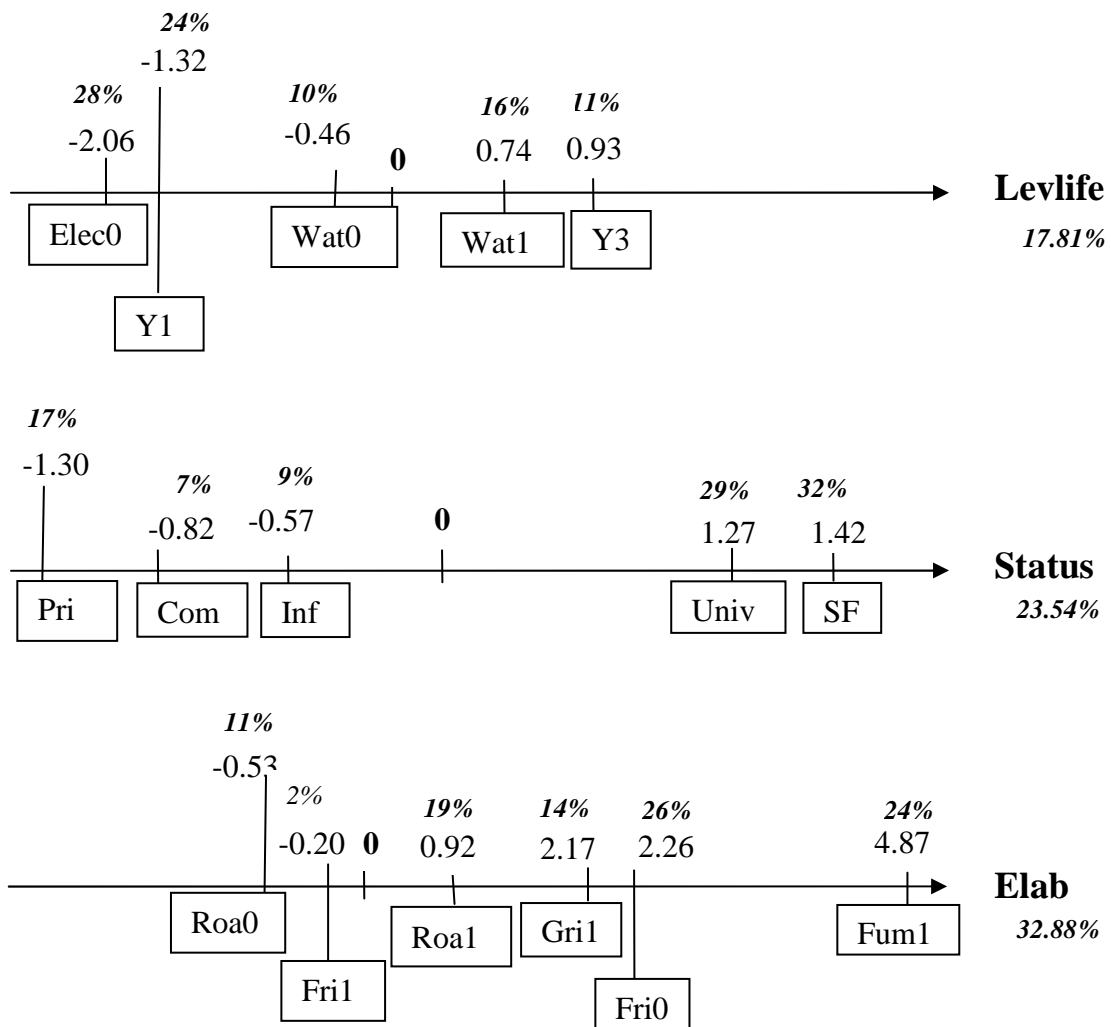 24%
-1.32
28%
-2.06
10%
-0.46
0
16%
0.74
11%
0.93
Levlife
17.81%
Elec0
Wat0
Wat1
Y3
Y1
17%
-1.30
7%
-0.82
9%
-0.57
0
29%
1.27
32%
1.42
Status
23.54%
Pri
Com
Inf
Univ
SF
11%
-0.53
2%
-0.20
0
19%
0.92
14%
2.17
26%
2.26
24%
4.87
Elab
32.88%
Roa0
Roa1
Gri1
Fum1
Fri1
Fri0